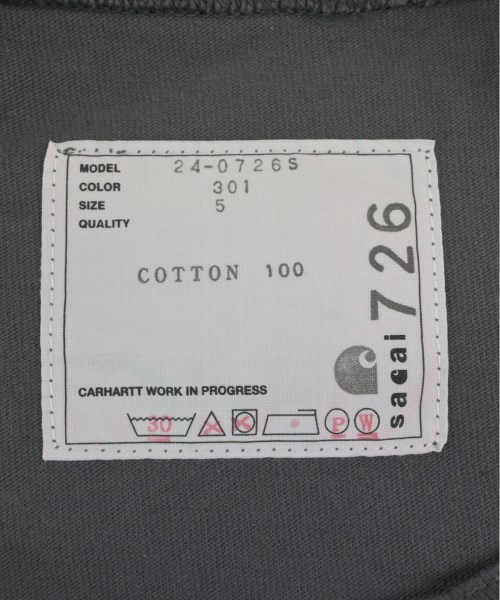 MODEL 24-0726S
COLOR 301
SIZE 5
QUALITY
COTTON 100
CARHARTT WORK IN PROGRESS
30 P W
sacai 726